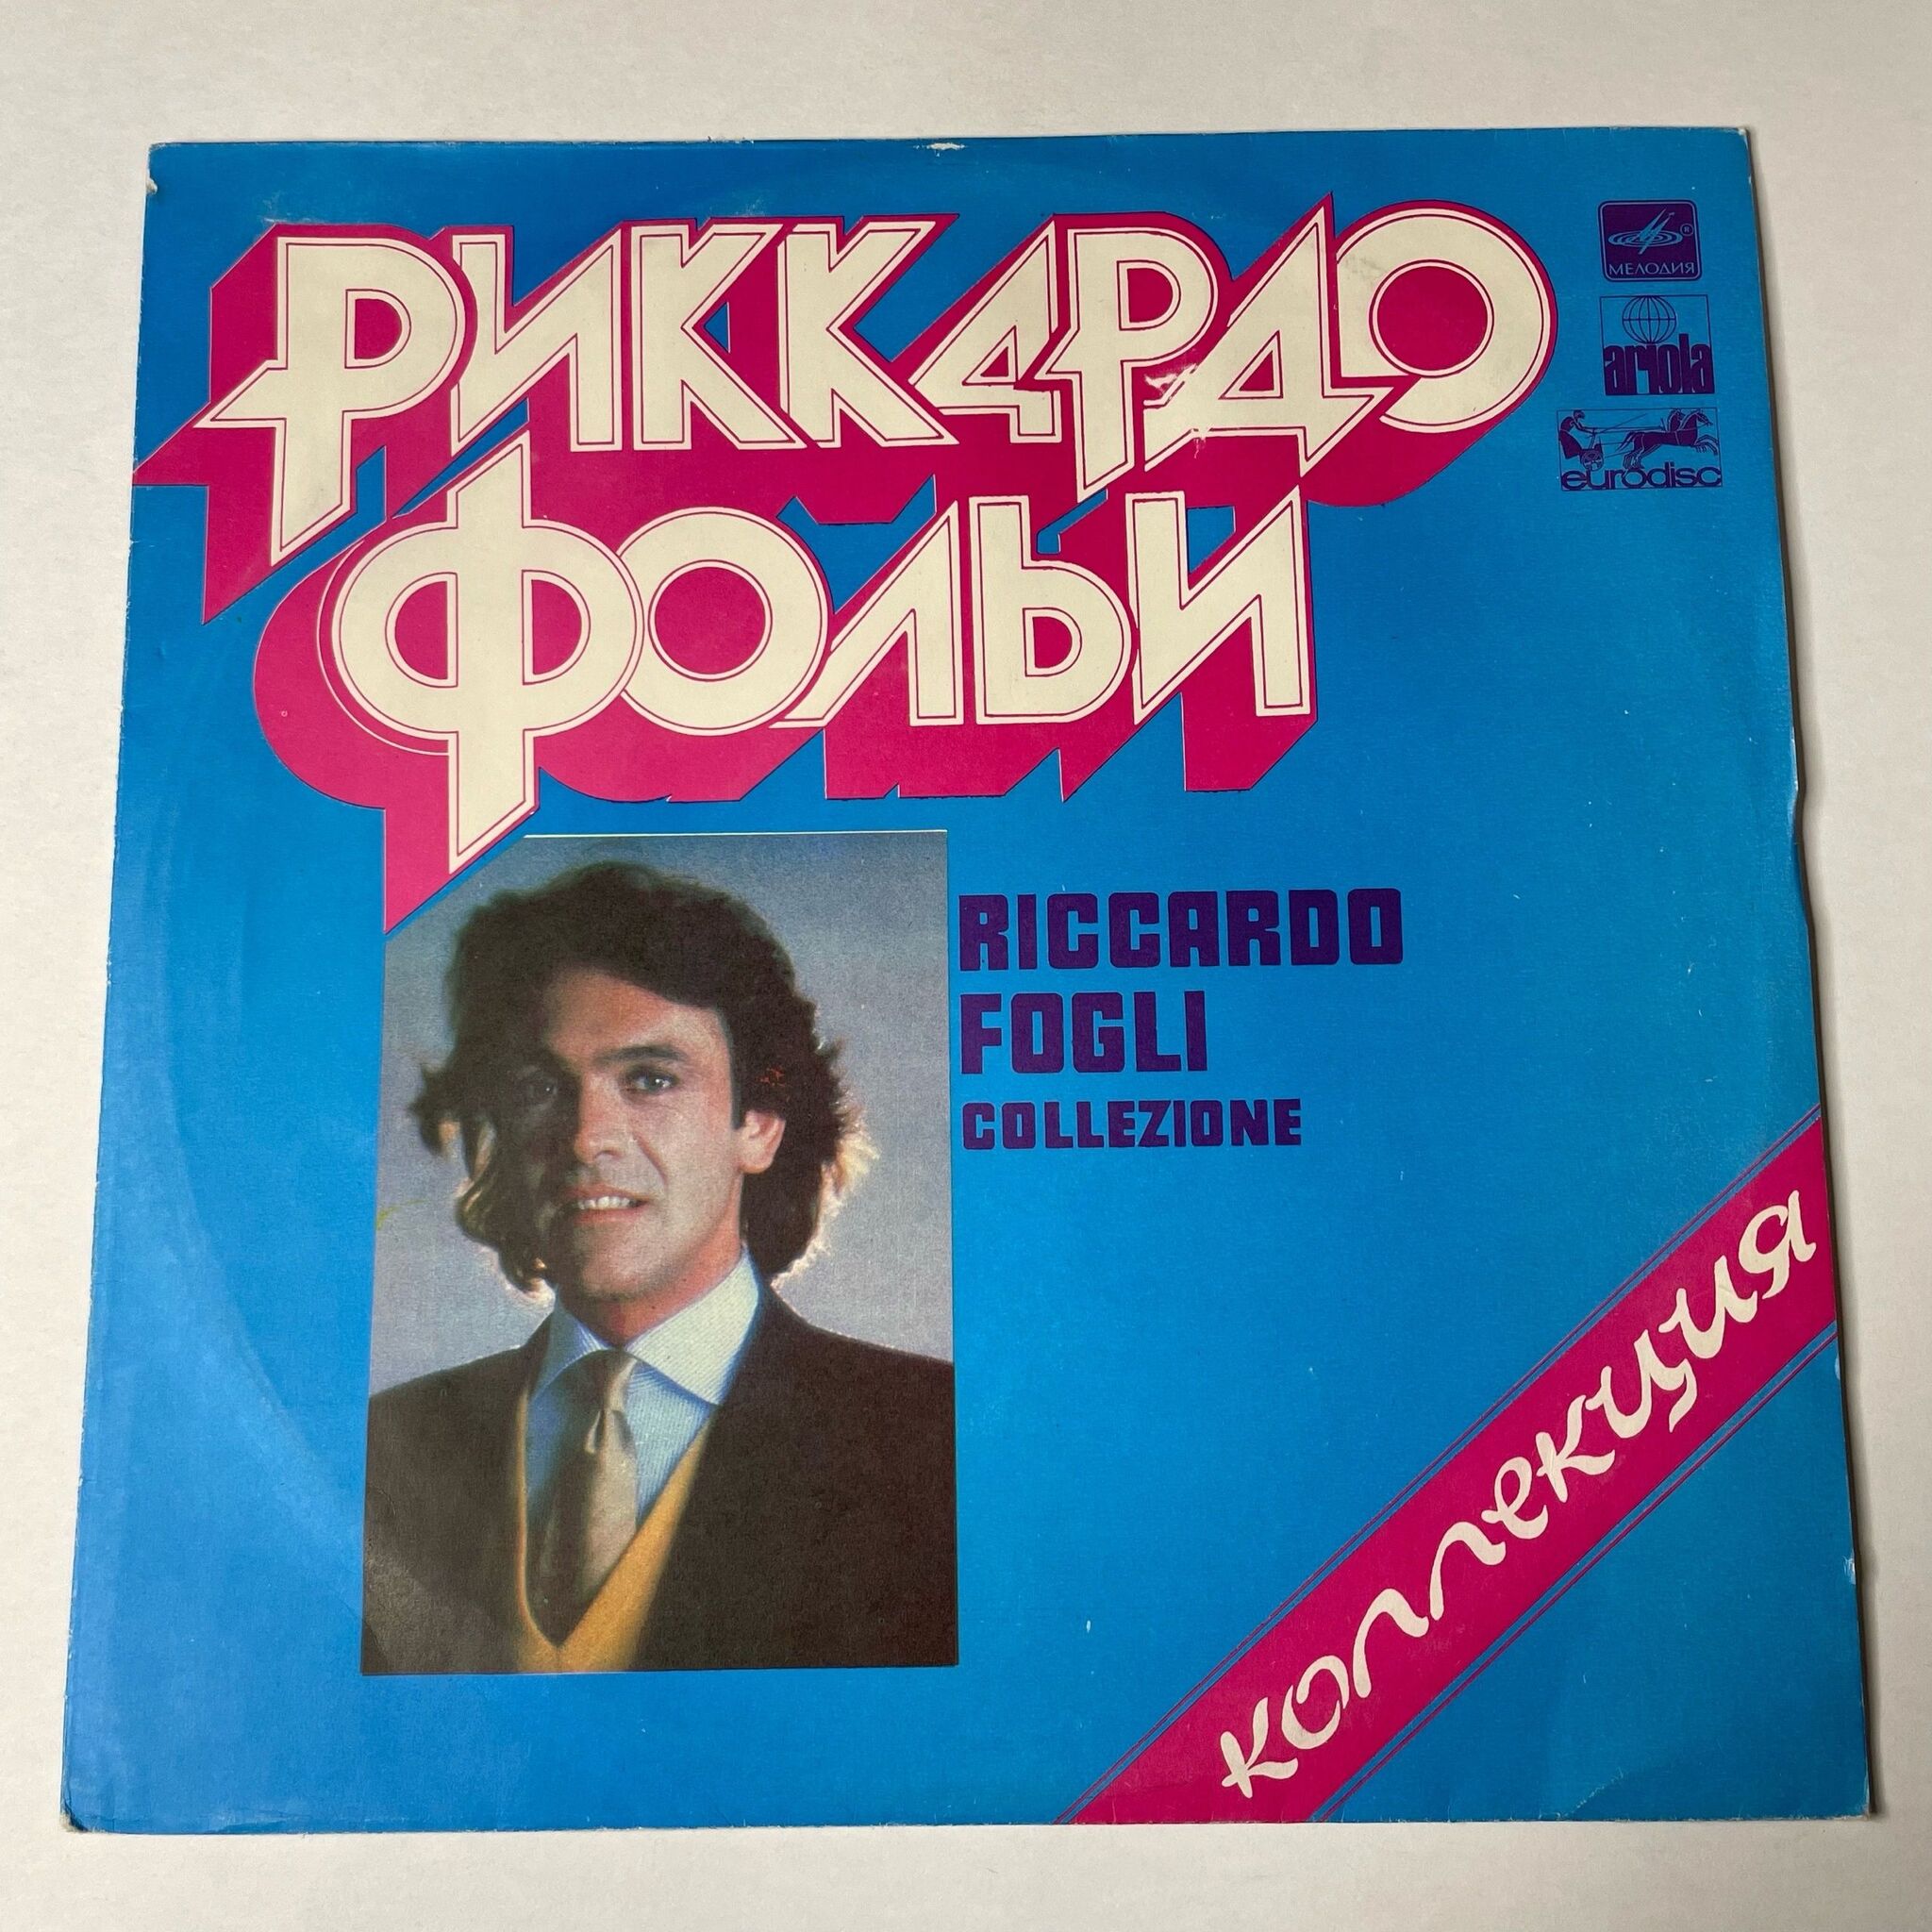 РИККАРДО
ФОЛЬИ
МЕЛОДИЯ
ariola
eurodisc
RICCARDO
FOGLI
COLLEZIONE
коллекция